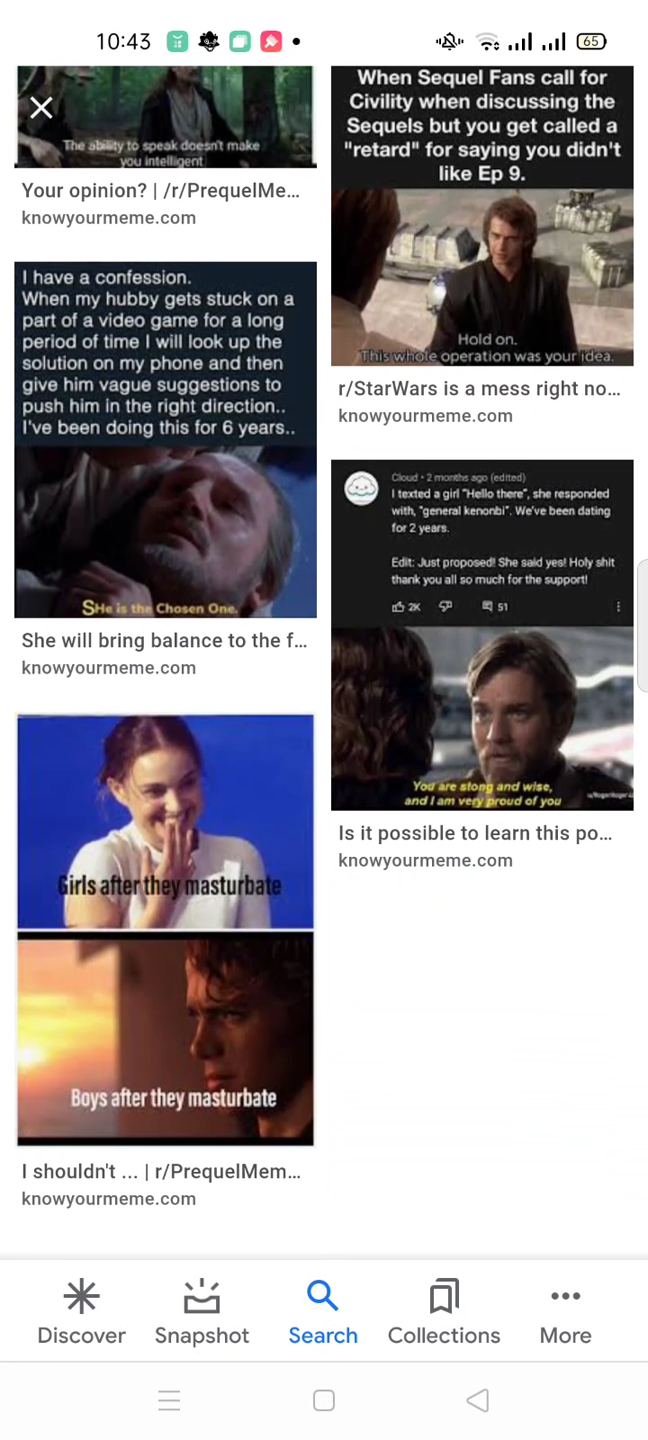 10:43
65
The ability to speak doesn't make
you intelligent
Your opinion? | /r/PrequelMe...
knowyourmeme.com
I have a confession.
When my hubby gets stuck on a
part of a video game for a long
period of time I will look up the
solution on my phone and then
give him vague suggestions to
push him in the right direction..
I've been doing this for 6 years..
SHe is the Chosen One.
She will bring balance to the f...
knowyourmeme.com
Girls after they masturbate
Boys after they masturbate
I shouldn't ... | r/PrequelMem...
knowyourmeme.com
When Sequel Fans call for
Civility when discussing the
Sequels but you get called a
"retard" for saying you didn't
like Ep 9.
Hold on.
This whole operation was your idea.
r/StarWars is a mess right no...
knowyourmeme.com
Cloud • 2 months ago (edited)
I texted a girl "Hello there", she responded
with, "general kenonbi". We've been dating
for 2 years.
Edit: Just proposed! She said yes! Holy shit
thank you all so much for the support!
2K
51
You are stong and wise,
and I am very proud of you
Is it possible to learn this po...
knowyourmeme.com
Discover
Snapshot
Search
Collections
More